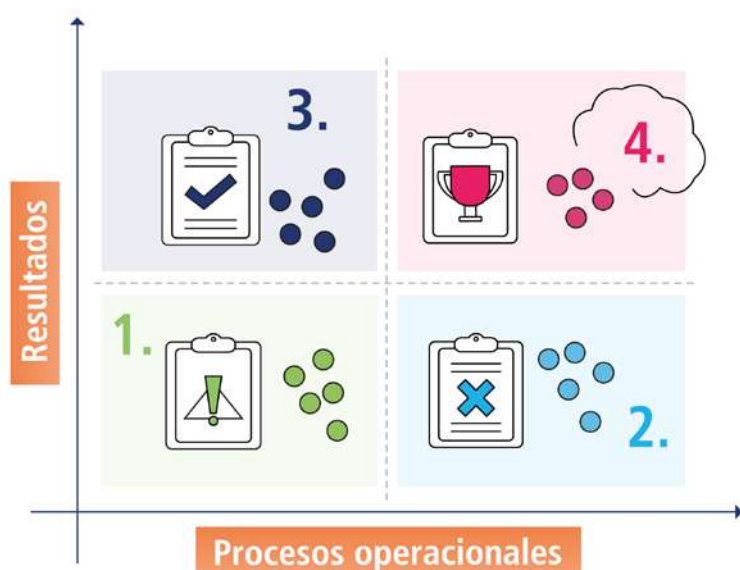 3.
4.
Resultados
1.
2.
Procesos operacionales